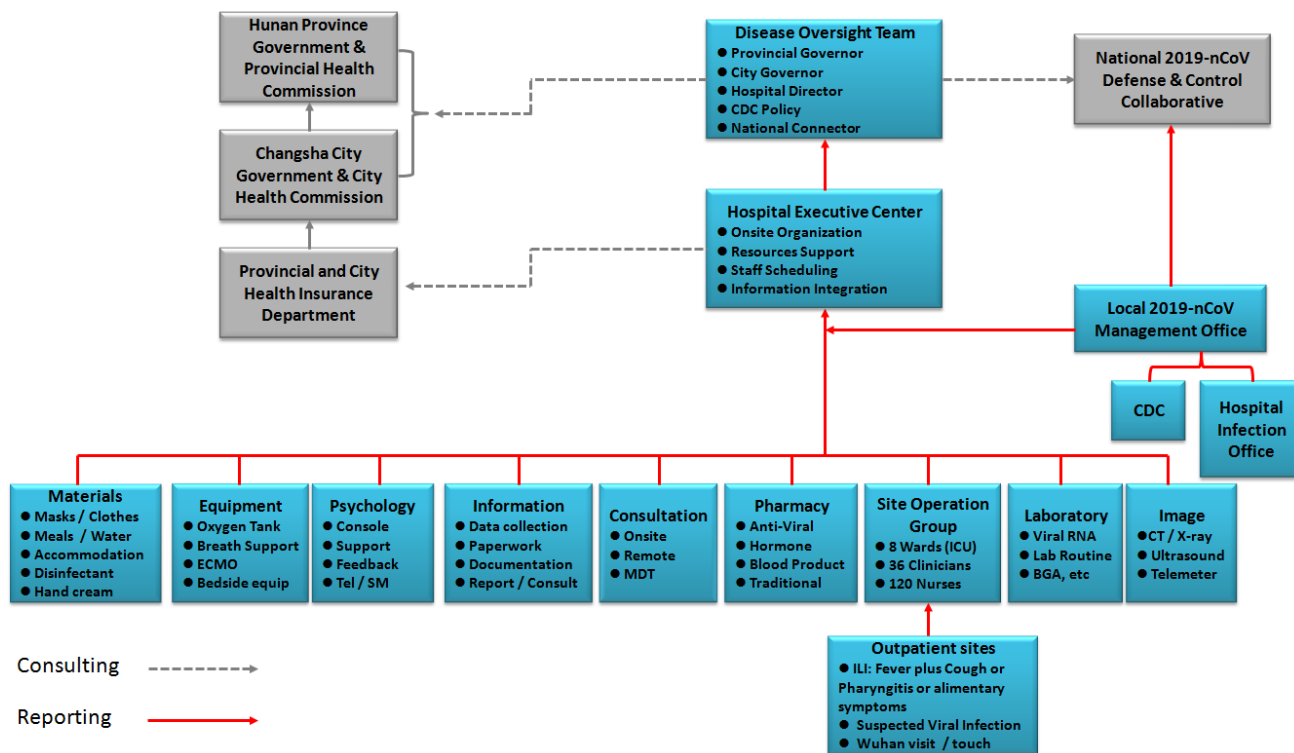 Hunan Province
Government &
Provincial Health
Commission
Changsha City
Government & City
Health Commission
Provincial and City
Health Insurance
Department
Disease Oversight Team
● Provincial Governor
● City Governor
● Hospital Director
● CDC Policy
● National Connector
National 2019-nCoV
Defense & Control
Collaborative
Hospital Executive Center
● Onsite Organization
● Resources Support
● Staff Scheduling
● Information Integration
Local 2019-nCoV
Management Office
CDC
Hospital
Infection
Office
Materials
● Masks / Clothes
● Meals / Water
● Accommodation
● Disinfectant
● Hand cream
Equipment
● Oxygen Tank
● Breath Support
● ECMO
● Bedside equip
Psychology
● Console
● Support
● Feedback
● Tel / SM
Information
● Data collection
● Paperwork
● Documentation
● Report / Consult
Consultation
● Onsite
● Remote
● MDT
Pharmacy
● Anti-Viral
● Hormone
● Blood Product
● Traditional
Site Operation
Group
● 8 Wards (ICU)
● 36 Clinicians
● 120 Nurses
Laboratory
● Viral RNA
● Lab Routine
● BGA, etc
Image
● CT / X-ray
● Ultrasound
● Telemeter
Outpatient sites
● ILI: Fever plus Cough or
Pharyngitis or alimentary
symptoms
● Suspected Viral Infection
● Wuhan visit / touch
Consulting
Reporting